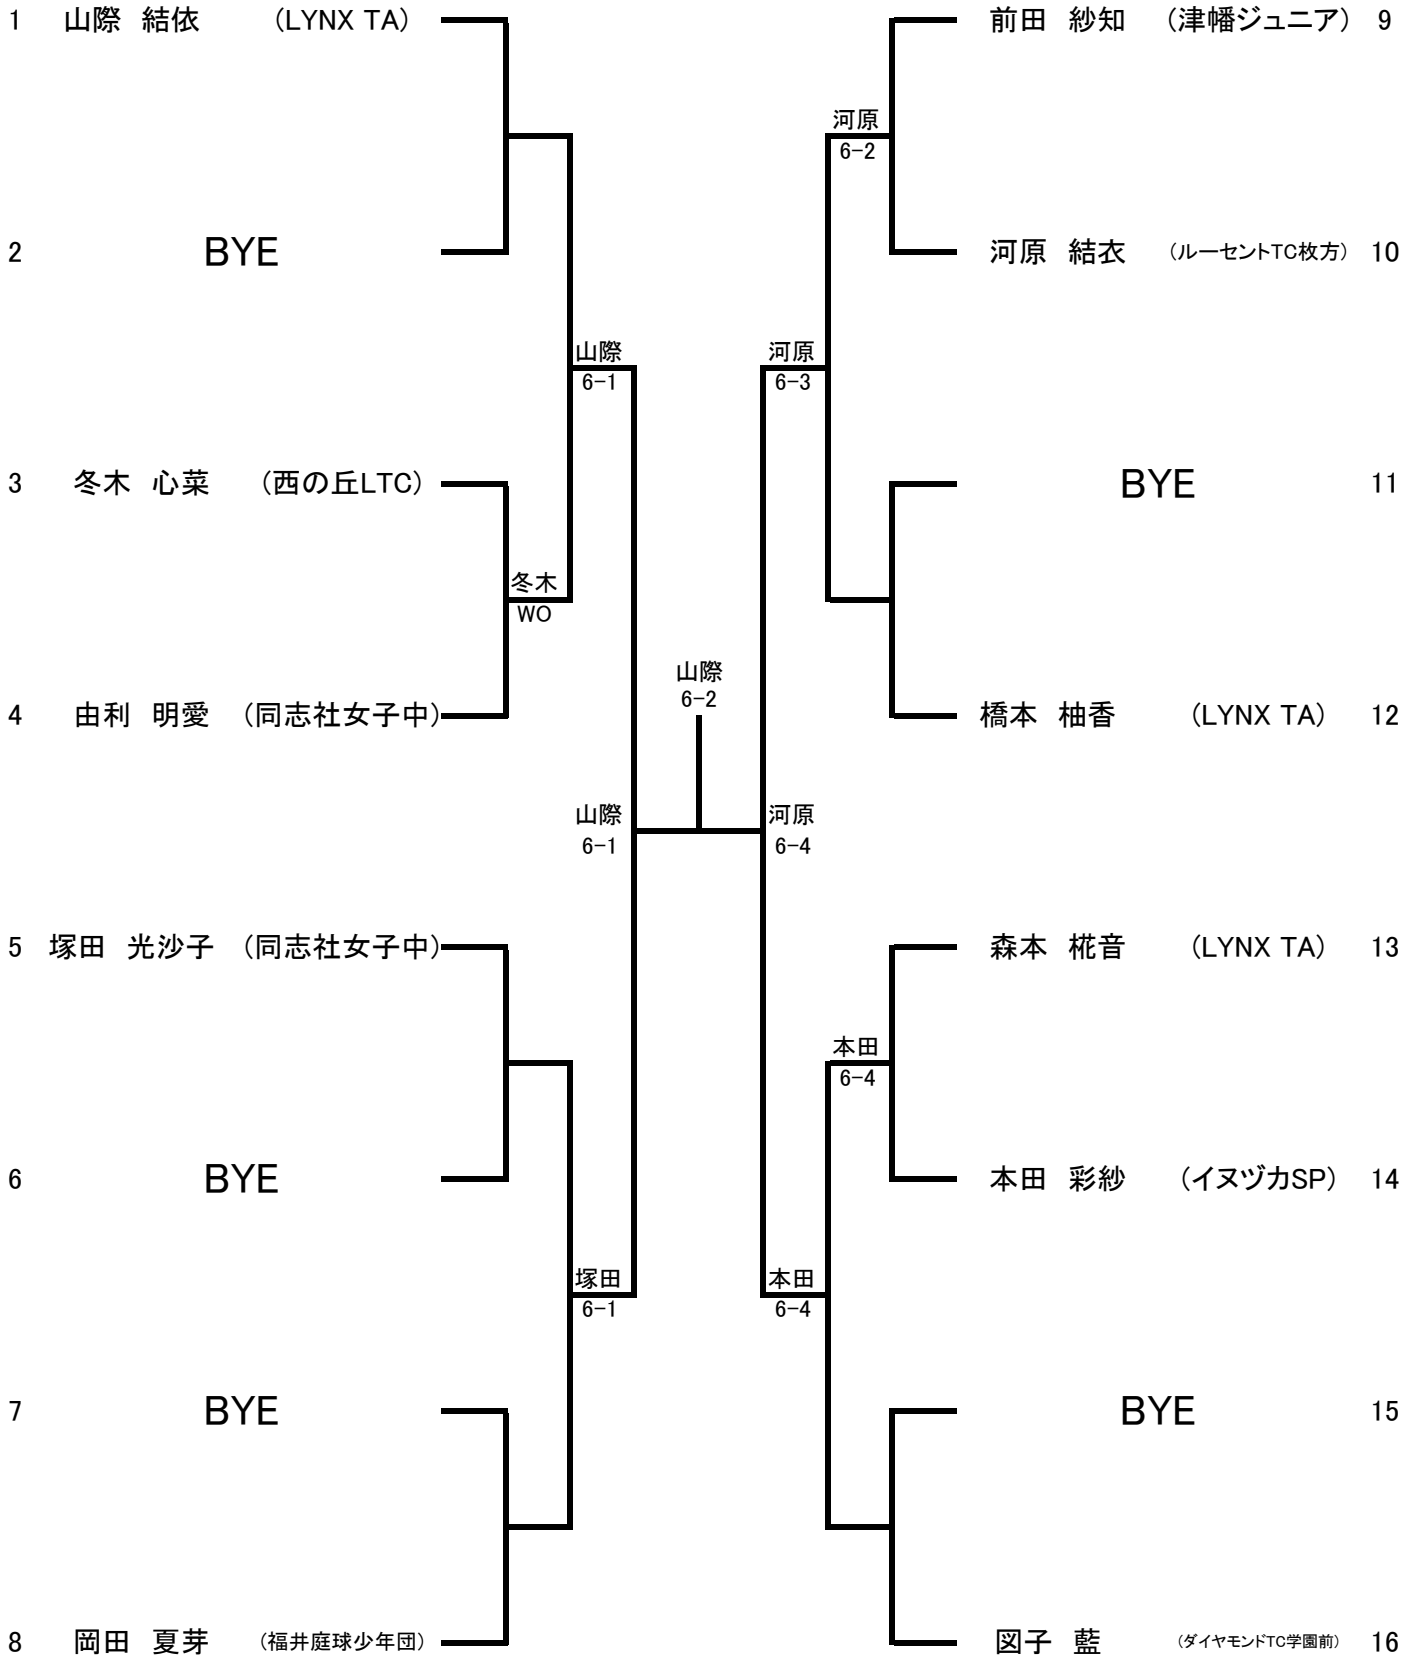 1 山際 結依 (LYNX TA)
前田 紗知 (津幡ジュニア) 9
河原
6-2
2 BYE
河原 結衣 (ルーセントTC枚方) 10
山際
6-1
河原
6-3
3 冬木 心菜 (西の丘LTC)
BYE 11
冬木
WO
山際
6-2
4 由利 明愛 (同志社女子中)
橋本 柚香 (LYNX TA) 12
山際
6-1
河原
6-4
5 塚田 光沙子 (同志社女子中)
森本 椛音 (LYNX TA) 13
本田
6-4
6 BYE
本田 彩紗 (イヌヅカSP) 14
塚田
6-1
本田
6-4
7 BYE
BYE 15
8 岡田 夏芽 (福井庭球少年団)
図子 藍 (ダイヤモンドTC学園前) 16